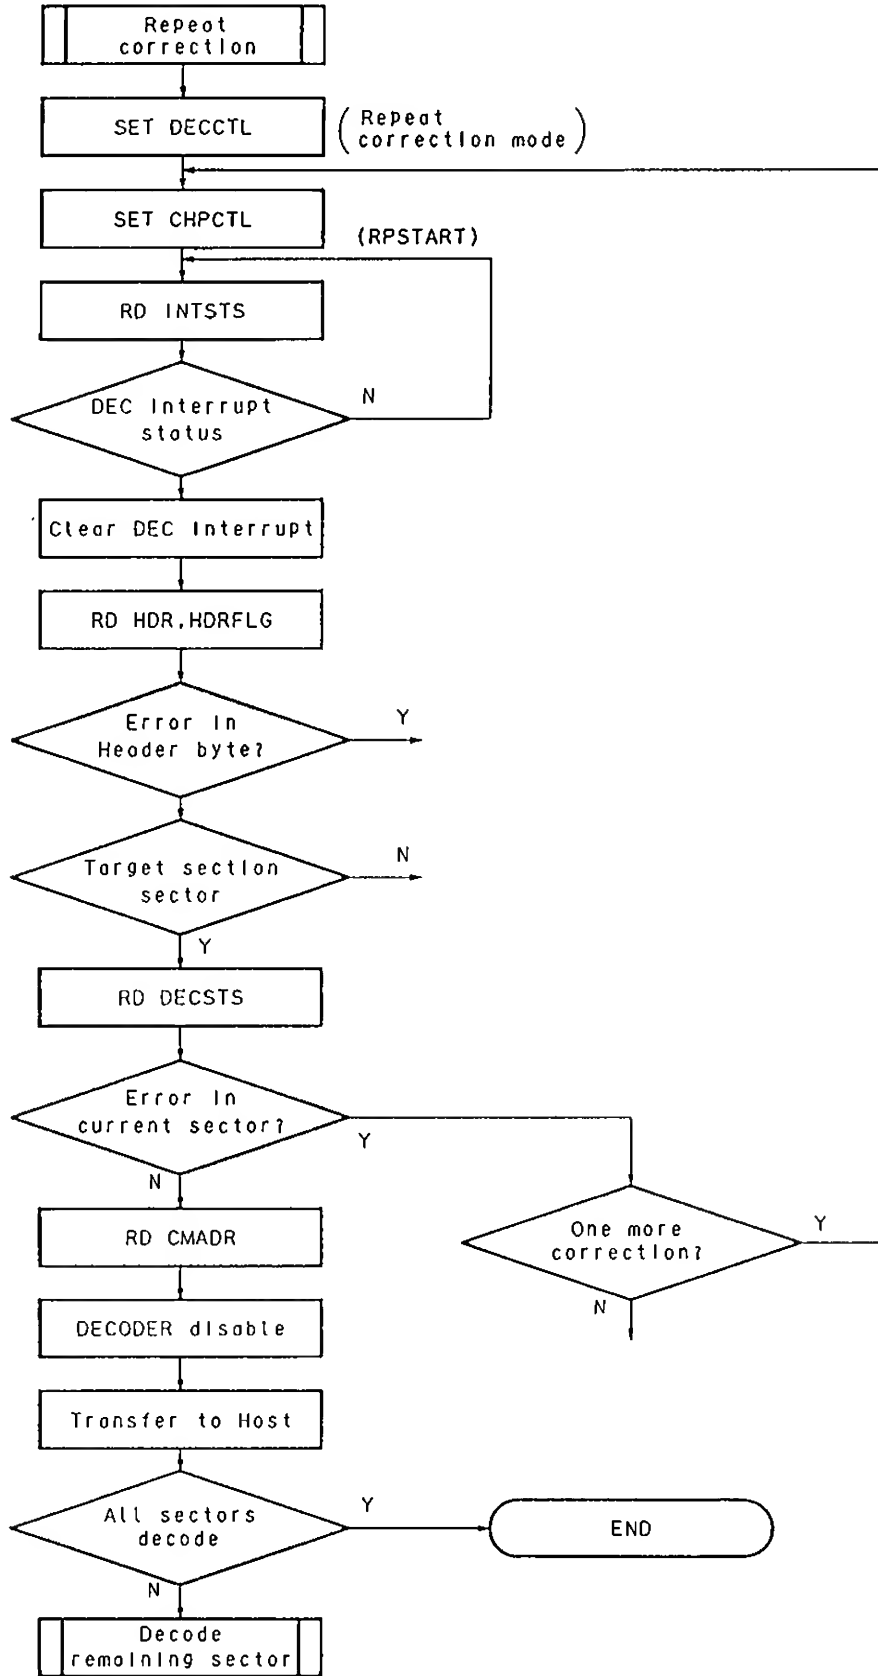 Repeat
correction
SET DECCTL
(Repeat
correction mode)
SET CHPCTL
(RPSTART)
RD INTSTS
DEC Interrupt
status
N
Clear DEC Interrupt
RD HDR,HDRFLG
Error In
Header byte?
Y
Target section
sector
N
Y
RD DECSTS
Error In
current sector?
Y
N
RD CMADR
One more
correction?
Y
N
DECODER disable
Transfer to Host
All sectors
decode
Y
END
N
Decode
remaining sector